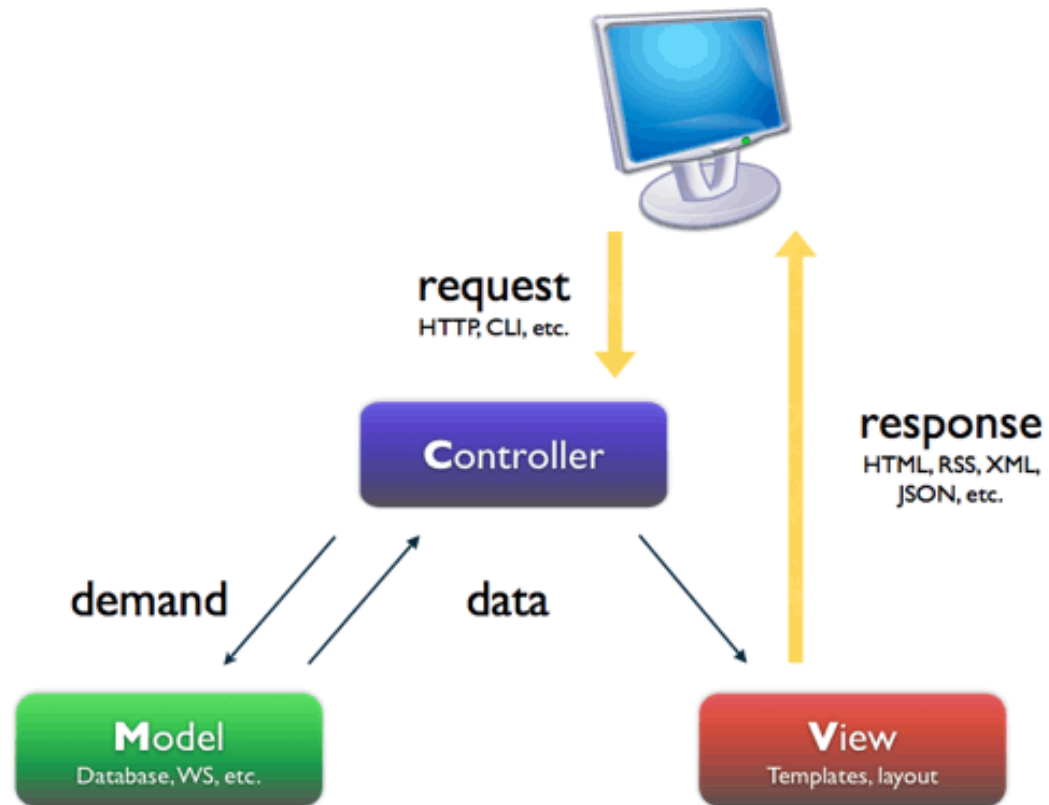 request
HTTP, CLI, etc.
Controller
response
HTML, RSS, XML,
JSON, etc.
demand
data
Model
Database, WS, etc.
View
Templates, layout